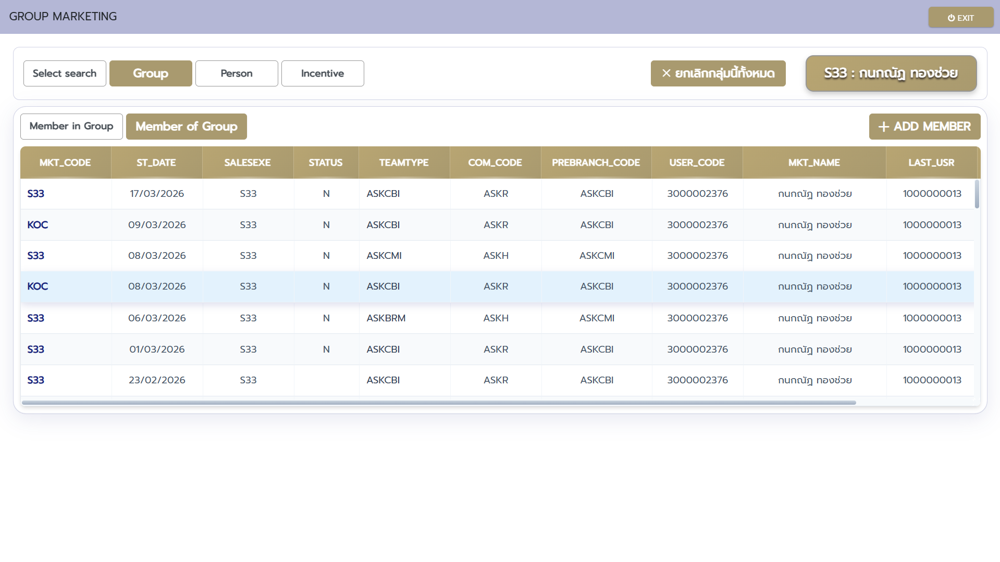 GROUP MARKETING
EXIT
Select search Group Person Incentive
ยกเลิกกลุ่มนี้ทั้งหมด
S33 : กนกณัฏ ทองช่วย
Member in Group Member of Group
ADD MEMBER
MKT_CODE ST_DATE SALESEXE STATUS TEAMTYPE COM_CODE PREBRANCH_CODE USER_CODE MKT_NAME LAST_USR
S33 17/03/2026 S33 N ASKCBI ASKR ASKCBI 3000002376 กนกณัฏ ทองช่วย 1000000013
KOC 09/03/2026 S33 N ASKCBI ASKR ASKCBI 3000002376 กนกณัฏ ทองช่วย 1000000013
S33 08/03/2026 S33 N ASKCMI ASKH ASKCMI 3000002376 กนกณัฏ ทองช่วย 1000000013
KOC 08/03/2026 S33 N ASKCBI ASKR ASKCBI 3000002376 กนกณัฏ ทองช่วย 1000000013
S33 06/03/2026 S33 N ASKBRM ASKH ASKCMI 3000002376 กนกณัฏ ทองช่วย 1000000013
S33 01/03/2026 S33 N ASKCBI ASKR ASKCBI 3000002376 กนกณัฏ ทองช่วย 1000000013
S33 23/02/2026 S33 ASKCBI ASKR ASKCBI 3000002376 กนกณัฏ ทองช่วย 1000000013